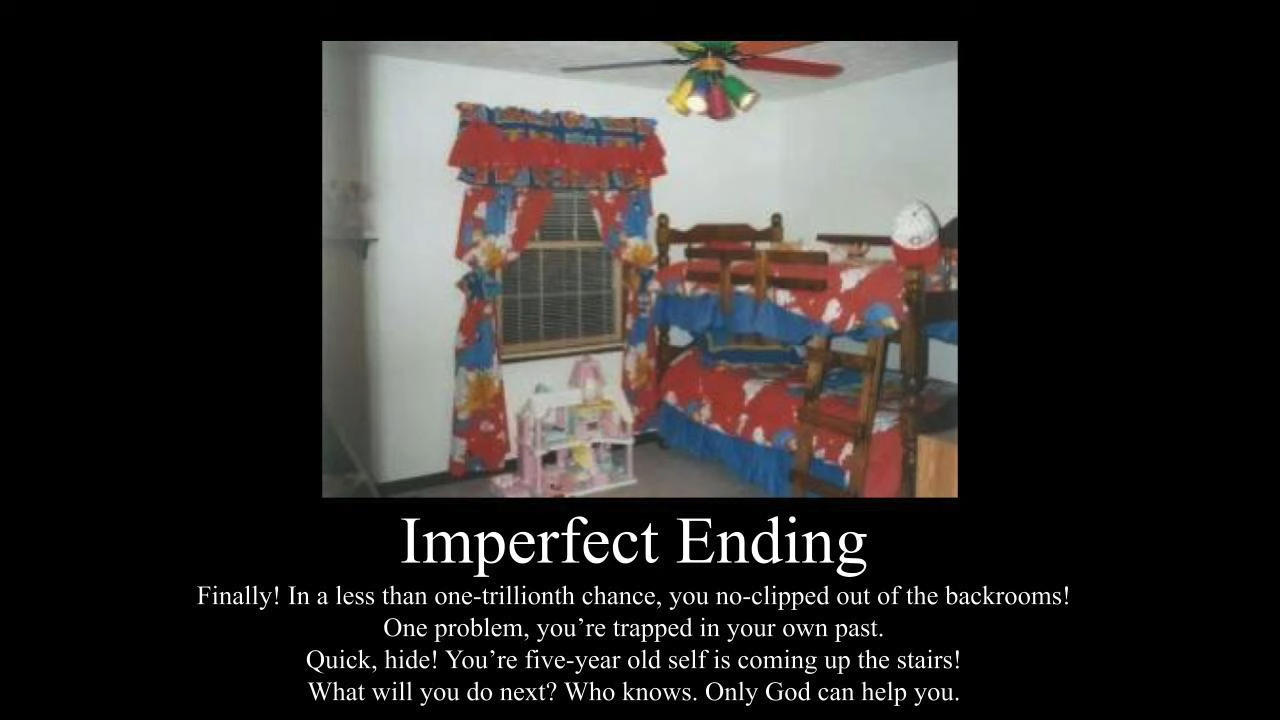 Imperfect Ending
Finally! In a less than one-trillionth chance, you no-clipped out of the backrooms!
One problem, you’re trapped in your own past.
Quick, hide! You’re five-year old self is coming up the stairs!
What will you do next? Who knows. Only God can help you.